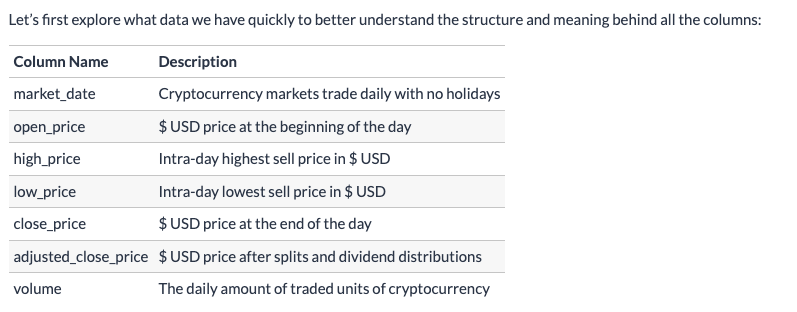 Let's first explore what data we have quickly to better understand the structure and meaning behind all the columns:
Column Name Description
market_date Cryptocurrency markets trade daily with no holidays
open_price $ USD price at the beginning of the day
high_price Intra-day highest sell price in $ USD
low_price Intra-day lowest sell price in $ USD
close_price $ USD price at the end of the day
adjusted_close_price $ USD price after splits and dividend distributions
volume The daily amount of traded units of cryptocurrency